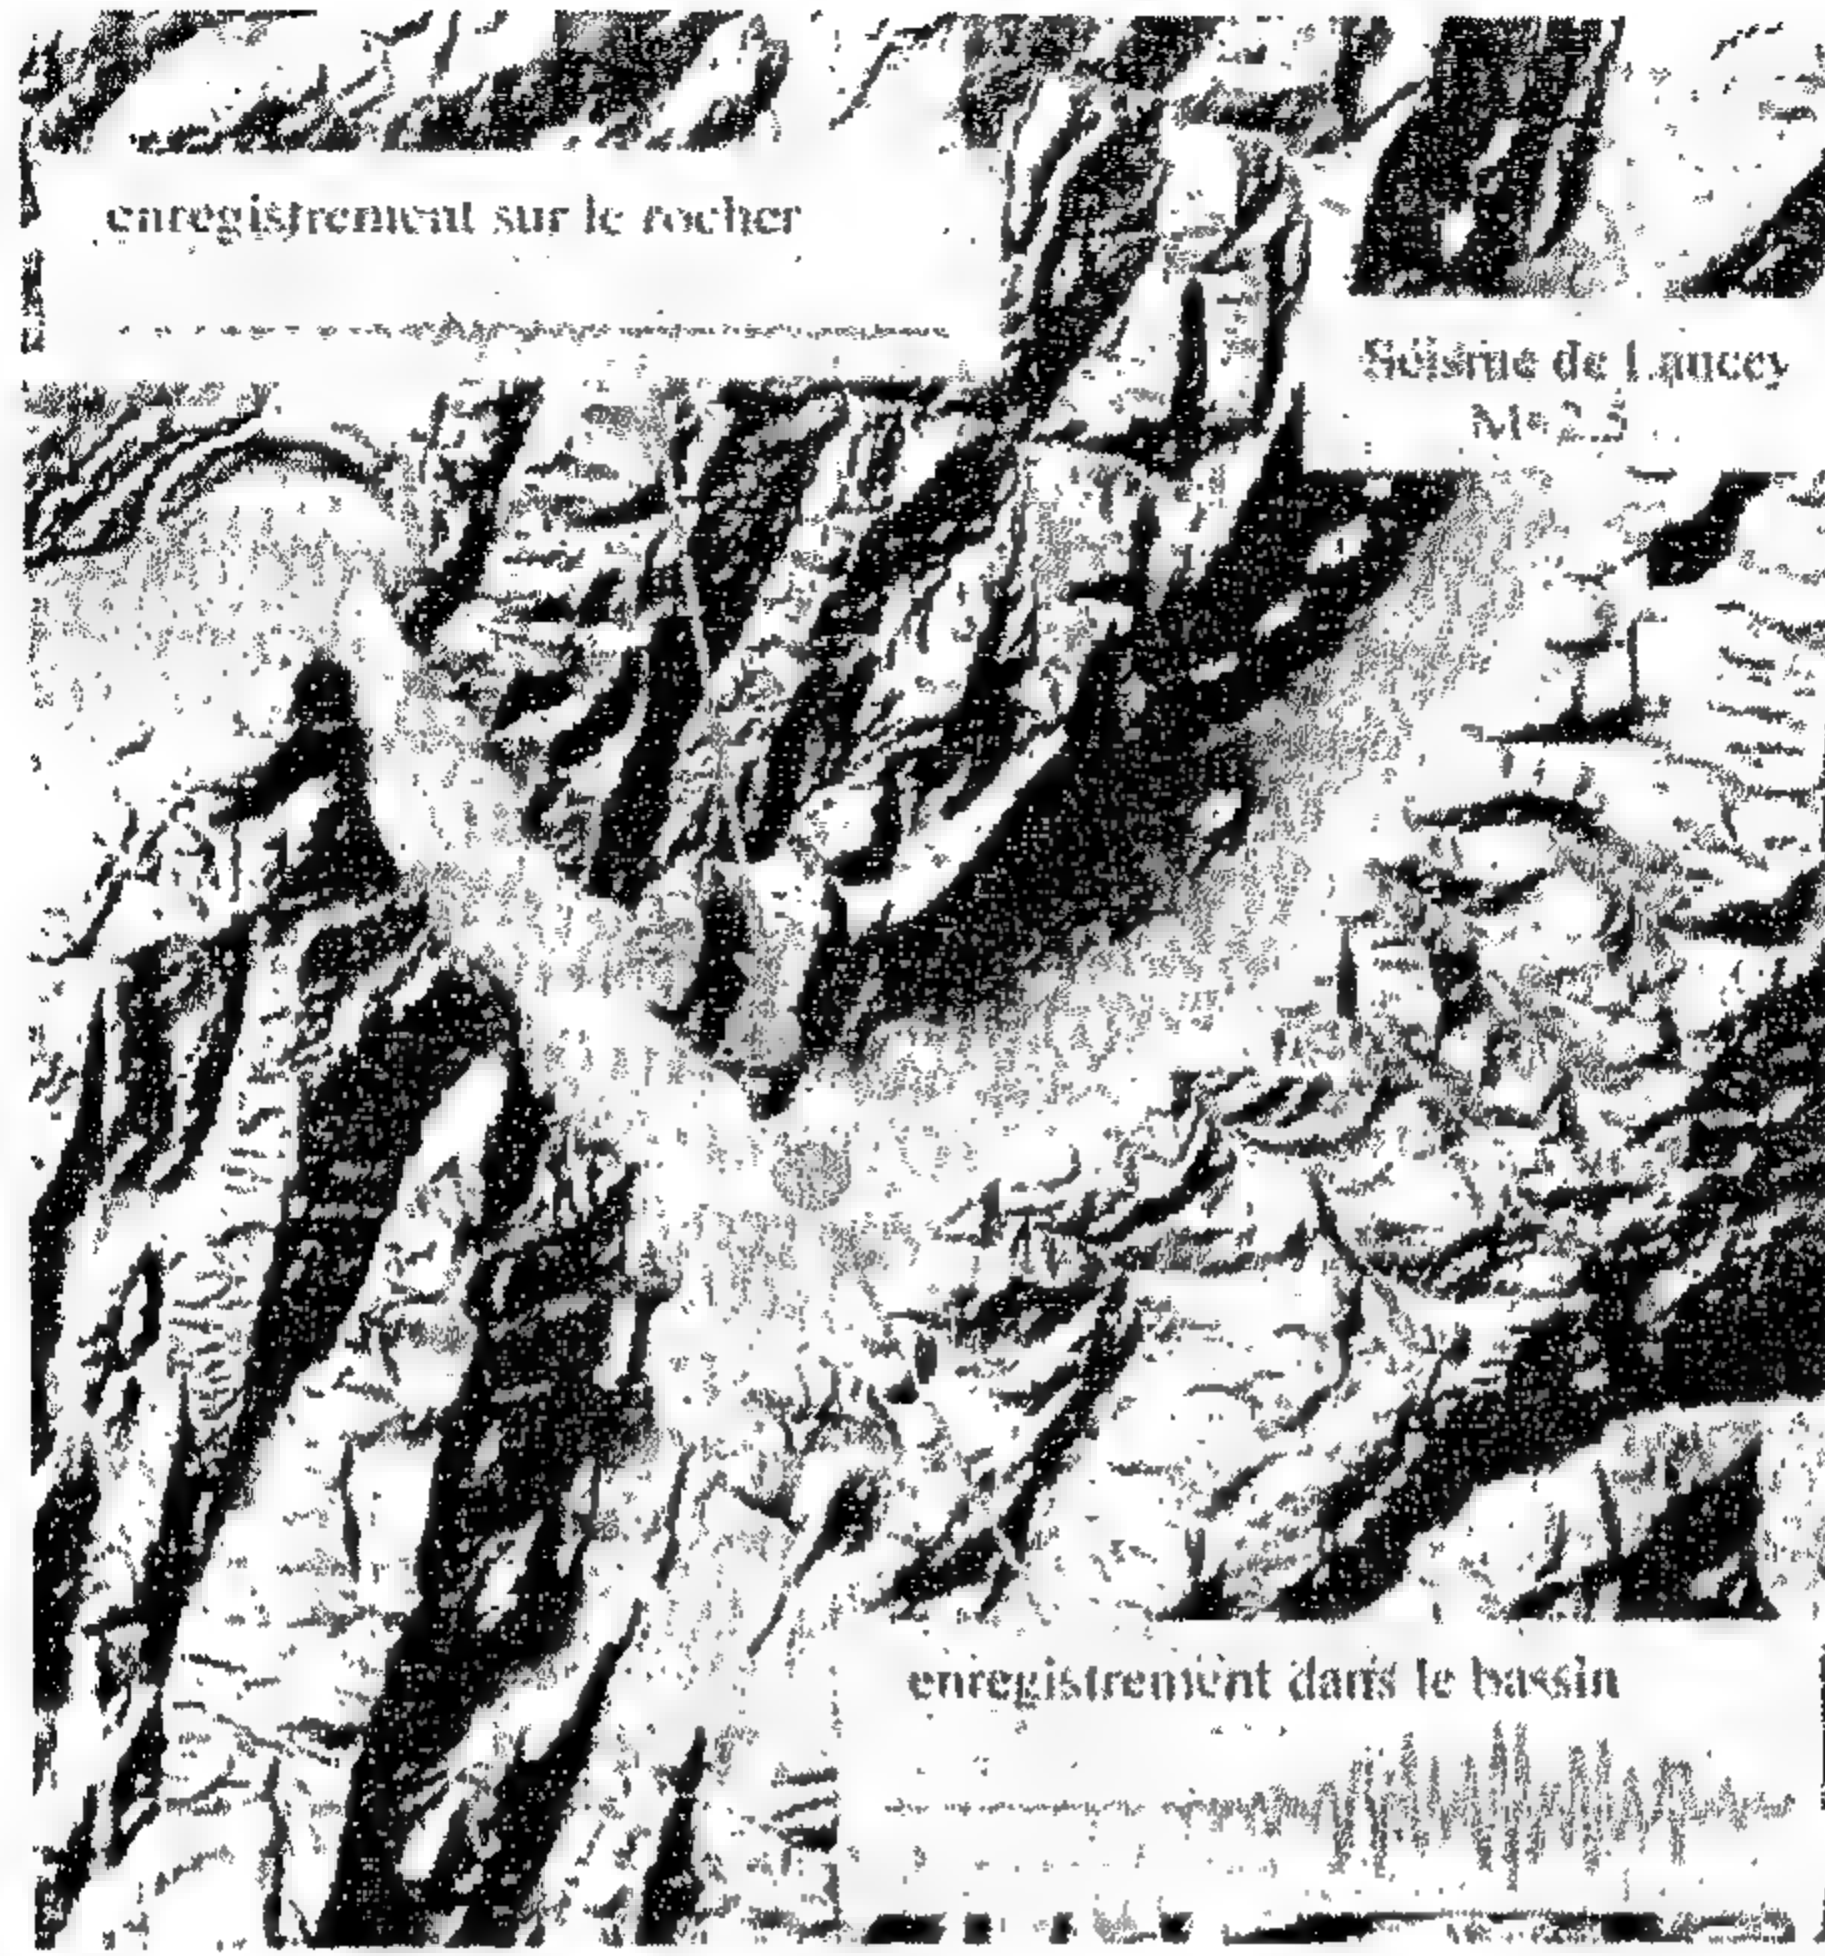 enregistrement sur le rocher
Séisme de Lancey
M=2.5
enregistrement dans le bassin